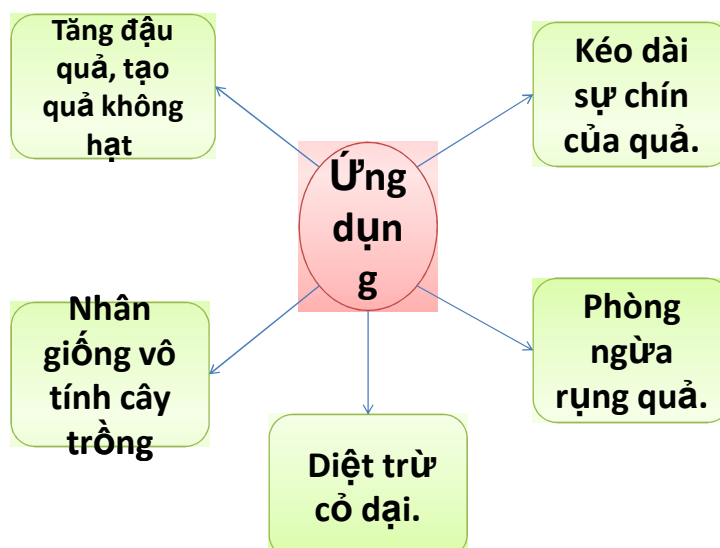 Tăng đậu
quả, tạo
quả không
hạt
Kéo dài
sự chín
của quả.
Ứng
dụn
g
Nhân
giống vô
tính cây
trồng
Phòng
ngừa
rụng quả.
Diệt trừ
cỏ dại.